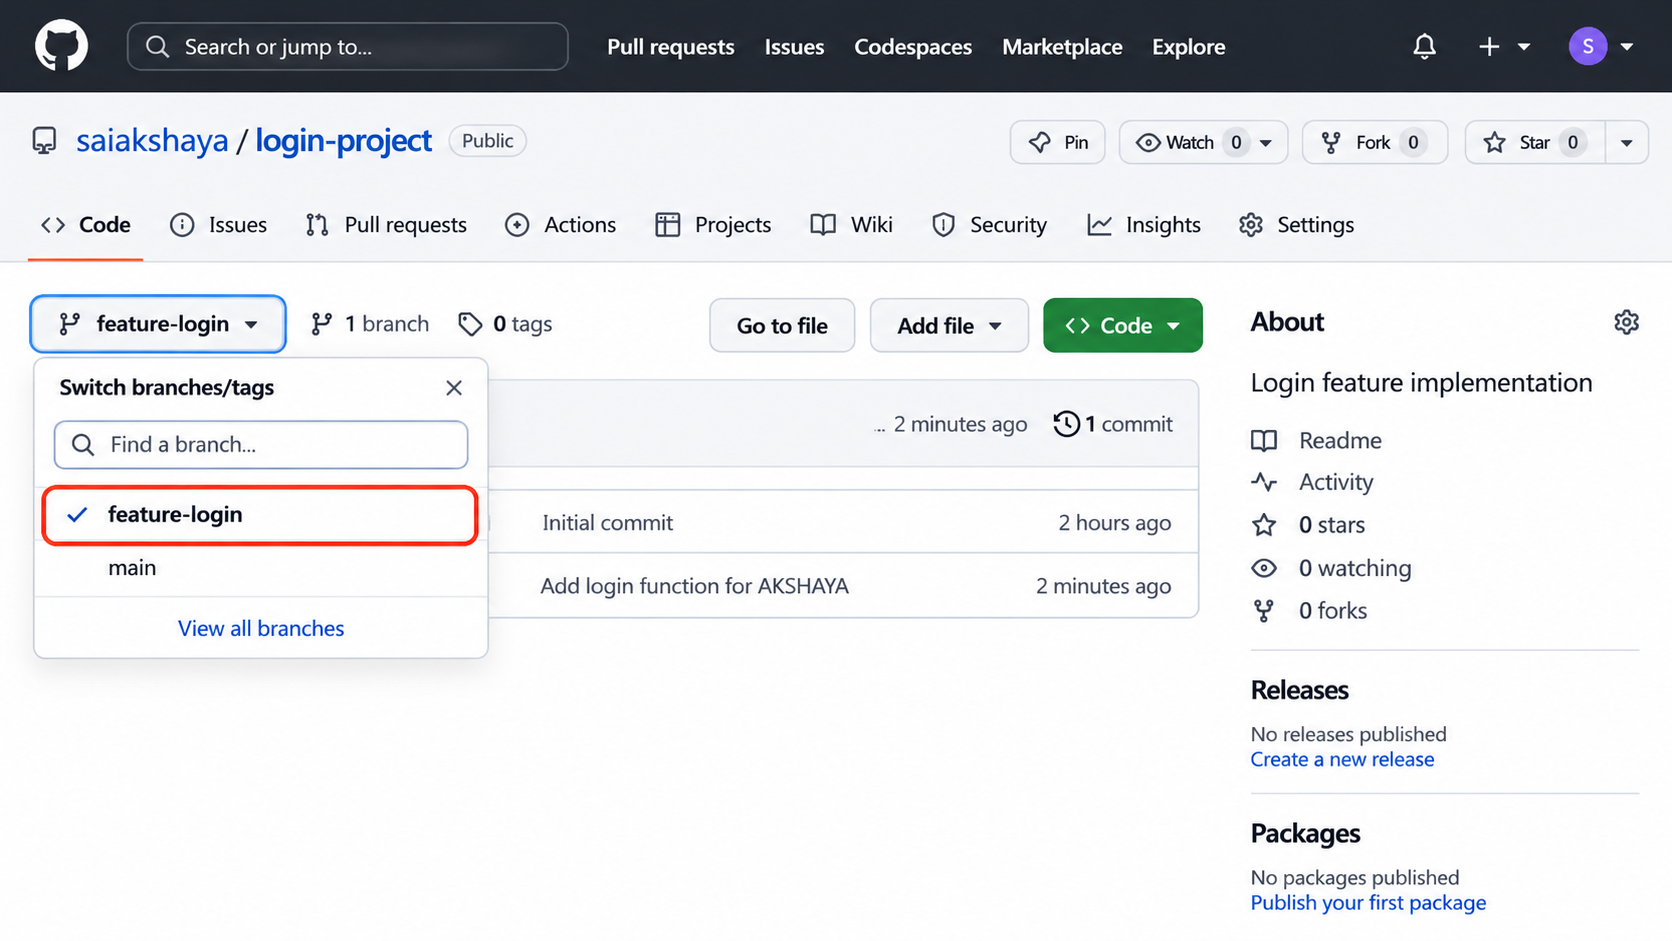 Search or jump to... Pull requests Issues Codespaces Marketplace Explore S
saiakshaya / login-project Public Pin Watch 0 Fork 0 Star 0
Code Issues Pull requests Actions Projects Wiki Security Insights Settings
feature-login 1 branch 0 tags Go to file Add file Code
Switch branches/tags
Find a branch...
feature-login
main
View all branches
... 2 minutes ago 1 commit
Initial commit 2 hours ago
Add login function for AKSHAYA 2 minutes ago
About
Login feature implementation
Readme
Activity
0 stars
0 watching
0 forks
Releases
No releases published
Create a new release
Packages
No packages published
Publish your first package